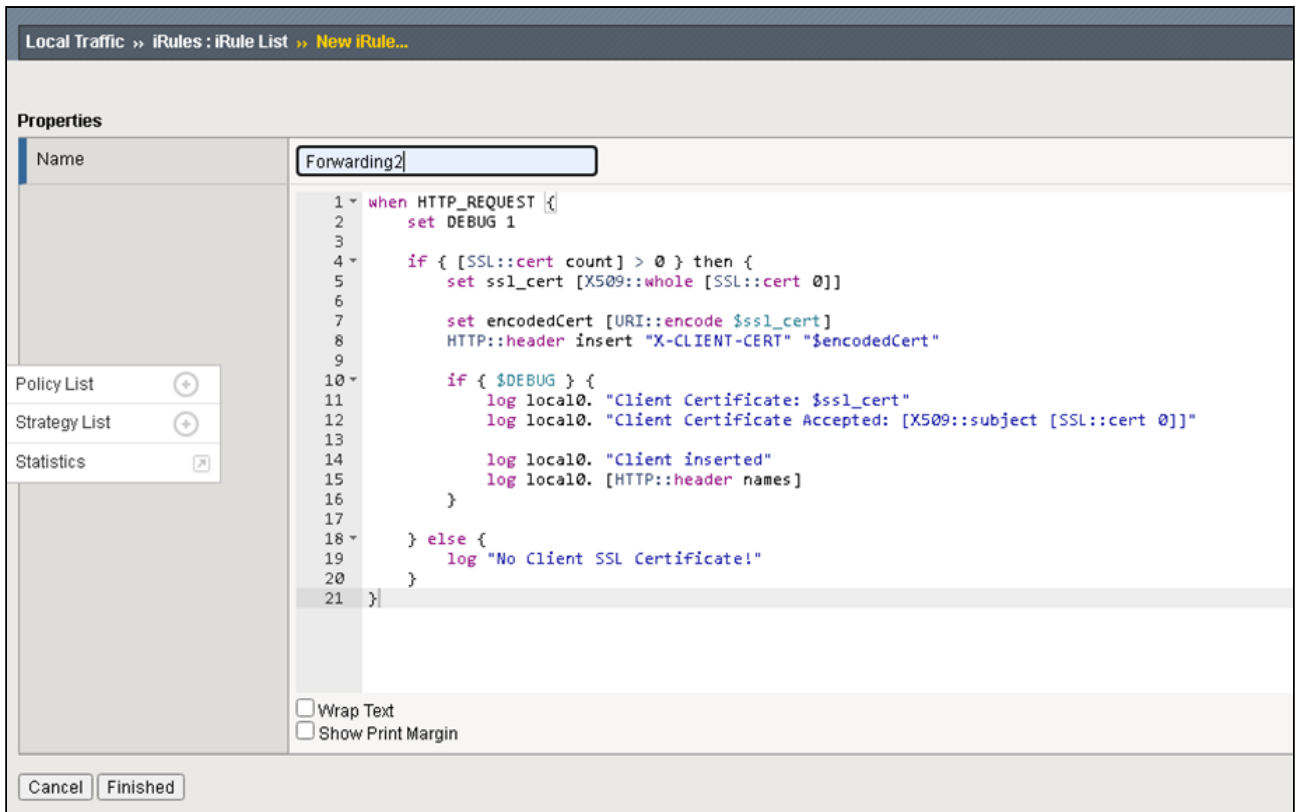 Local Traffic ›› iRules : iRule List ›› New iRule...
Properties
Name
Forwarding2
1 when HTTP_REQUEST {
2     set DEBUG 1
3
4     if { [SSL::cert count] > 0 } then {
5         set ssl_cert [X509::whole [SSL::cert 0]]
6
7         set encodedCert [URI::encode $ssl_cert]
8         HTTP::header insert "X-CLIENT-CERT" "$encodedCert"
9
10         if { $DEBUG } {
11             log local0. "Client Certificate: $ssl_cert"
12             log local0. "Client Certificate Accepted: [X509::subject [SSL::cert 0]]"
13
14             log local0. "Client inserted"
15             log local0. [HTTP::header names]
16         }
17
18     } else {
19         log "No Client SSL Certificate!"
20     }
21 }
Policy List
Strategy List
Statistics
Wrap Text
Show Print Margin
Cancel Finished